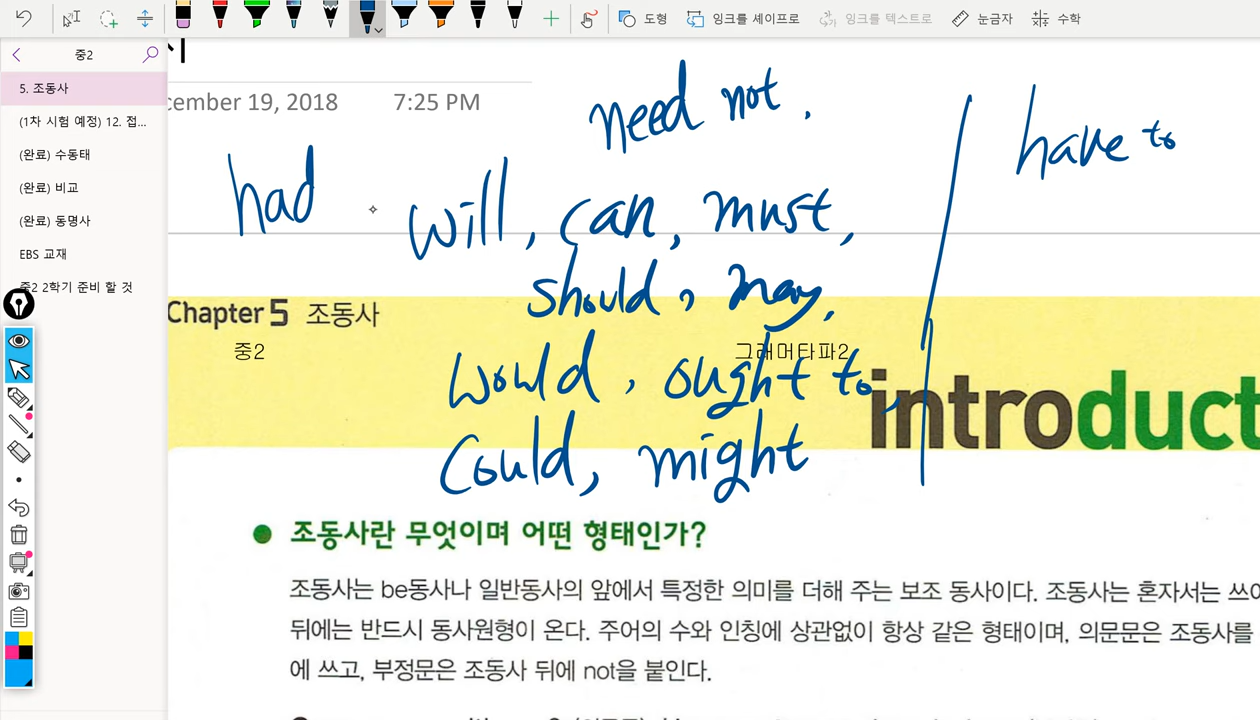 도형
잉크를 셰이프로
잉크를 텍스트로
눈금자
수학
중2
5. 조동사
(1차 시험 예정) 12. 접...
(완료) 수동태
(완료) 비교
(완료) 동명사
EBS 교재
중2 2학기 준비 할 것
cember 19, 2018 7:25 PM
need not.
have to
had
will, can, must,
should, may,
would, ought to,
could, might
Chapter 5 조동사
중2
그래머타파2
introduct
조동사란 무엇이며 어떤 형태인가?
조동사는 be동사나 일반동사의 앞에서 특정한 의미를 더해 주는 보조 동사이다. 조동사는 혼자서는 쓰이
뒤에는 반드시 동사원형이 온다. 주어의 수와 인칭에 상관없이 항상 같은 형태이며, 의문문은 조동사를
에 쓰고, 부정문은 조동사 뒤에 not을 붙인다.